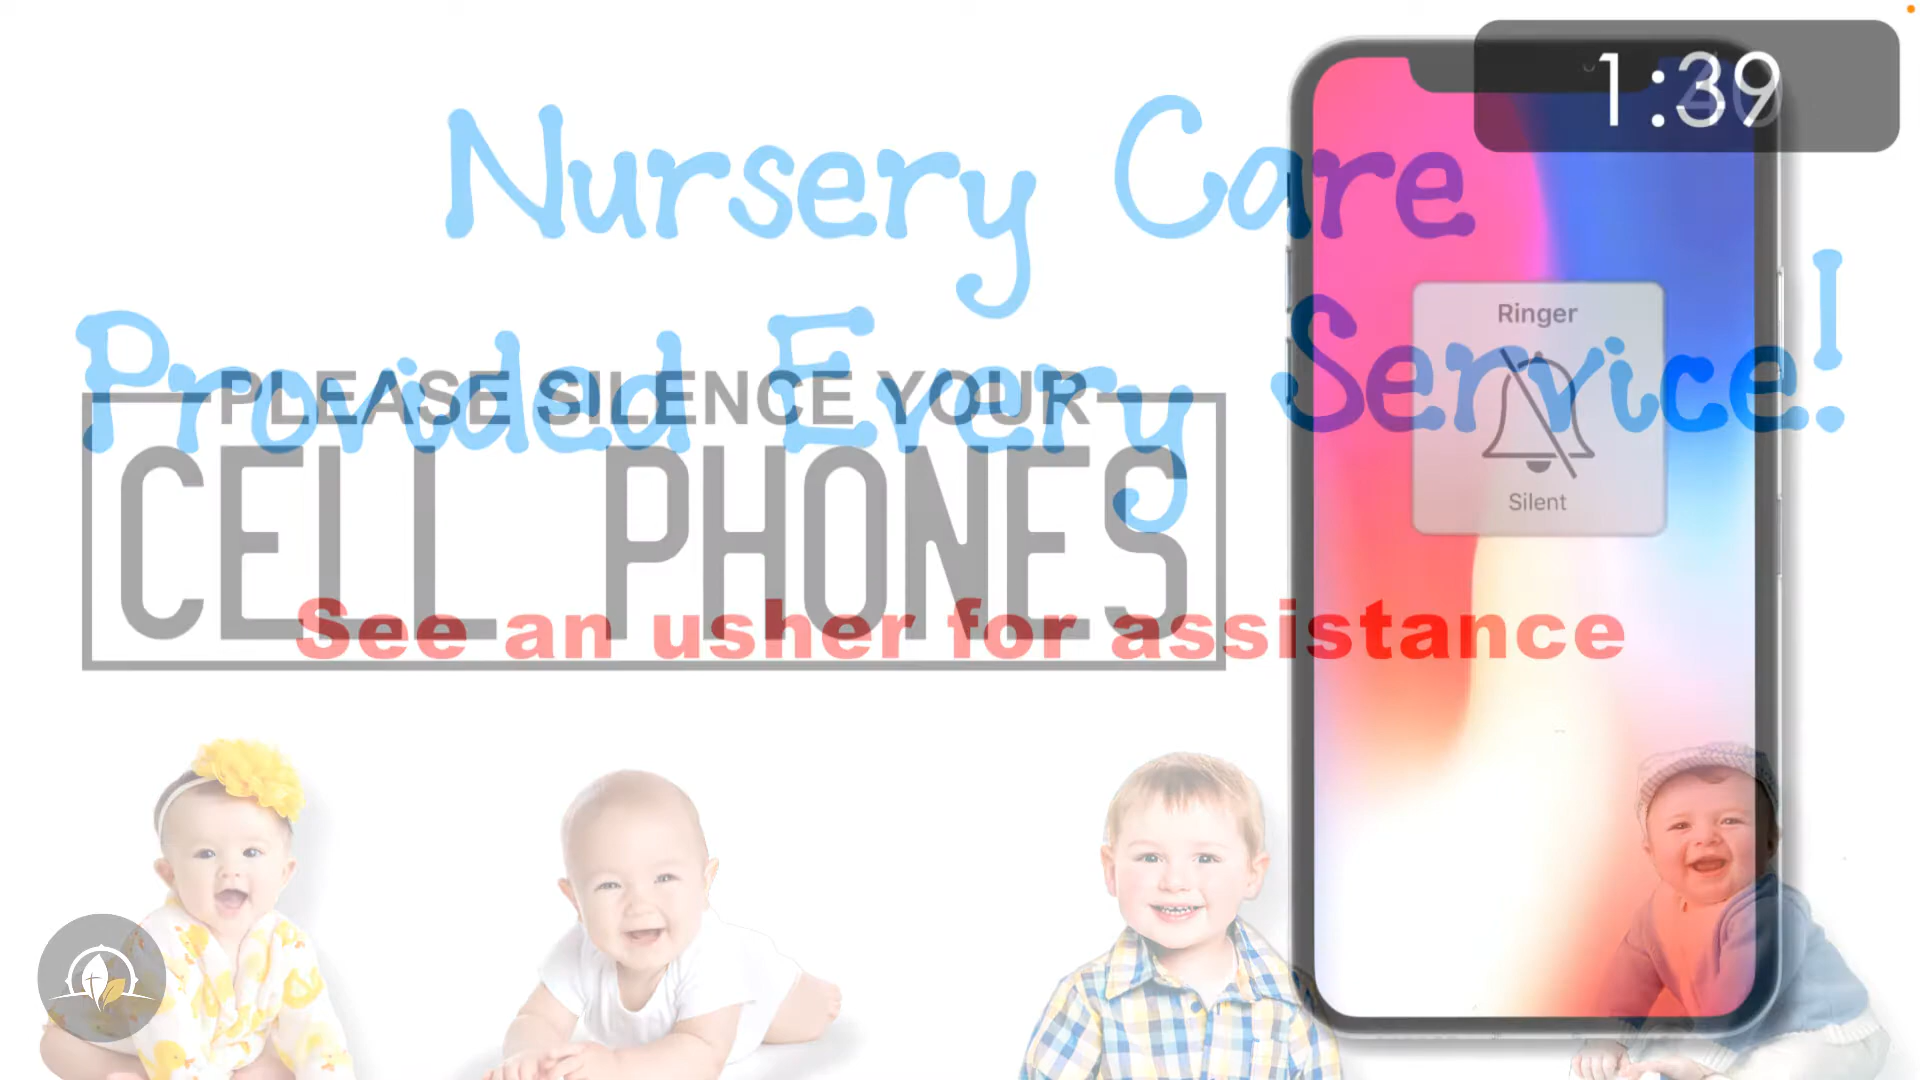 1:39
Nursery Care
Provided Every Service!
PLEASE SILENCE YOUR
CELL PHONES
See an usher for assistance
Ringer
Silent